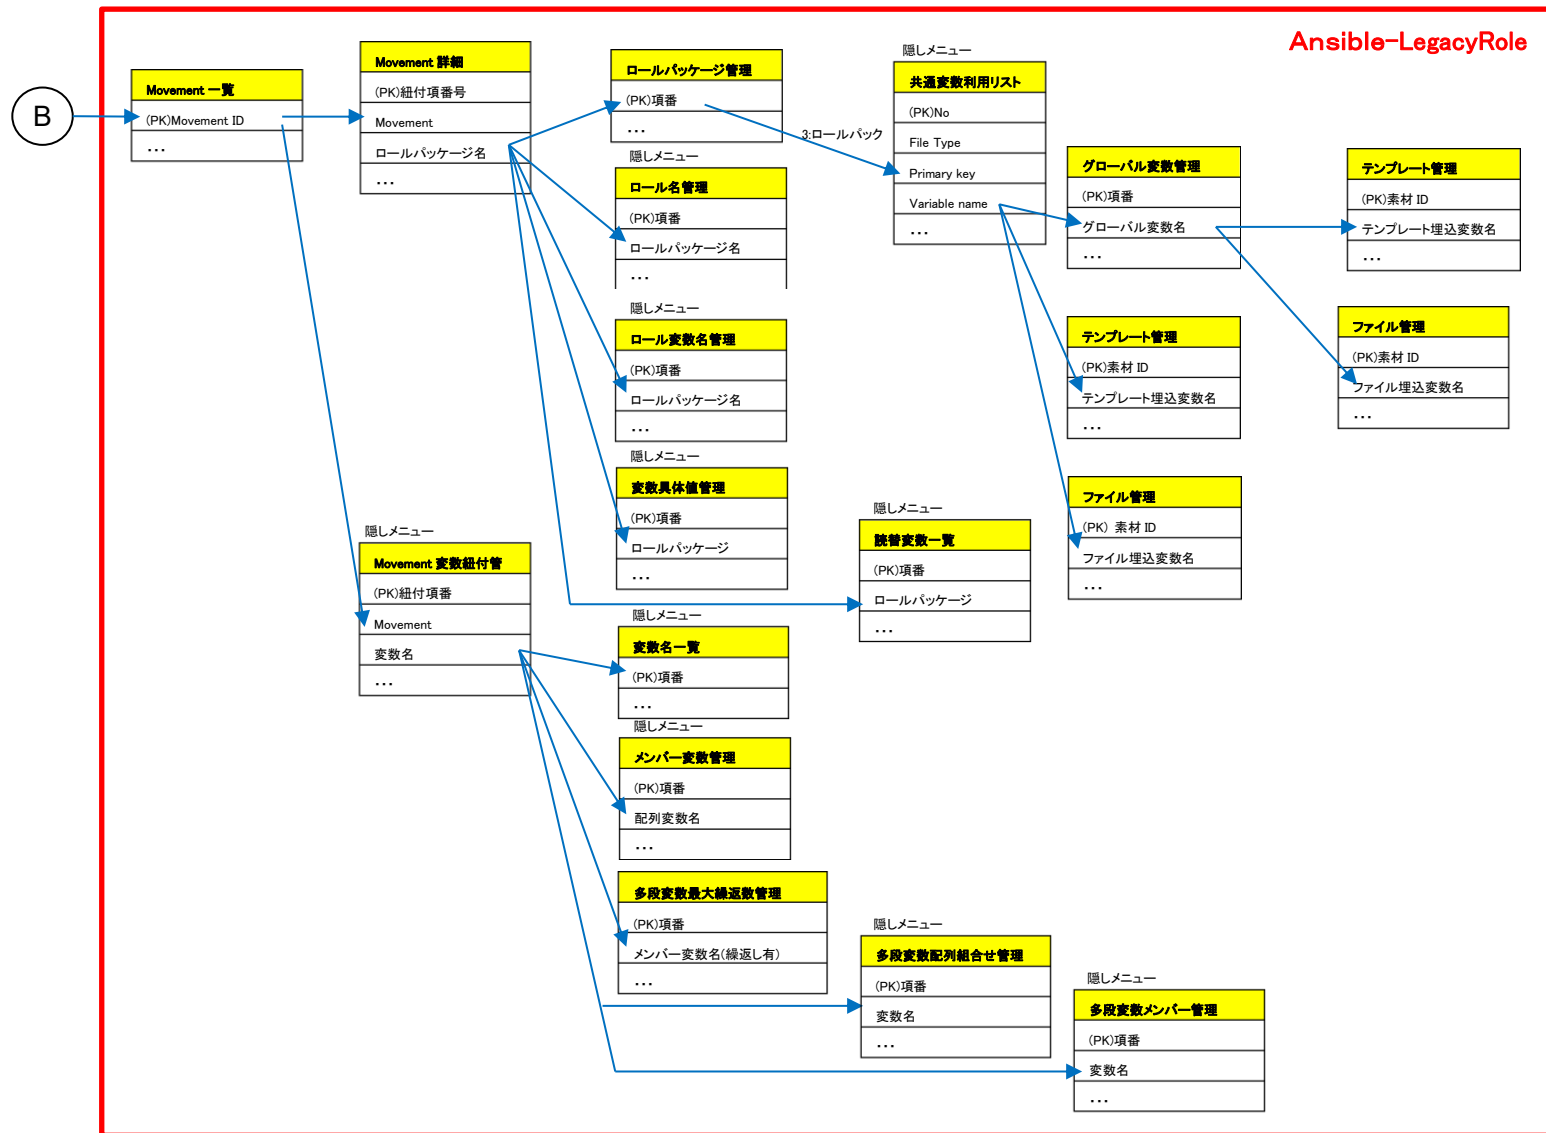 Ansible-LegacyRole
B
Movement 一覧
(PK)Movement ID
...
Movement 詳細
(PK)紐付項番号
Movement
ロールパッケージ名
...
ロールパッケージ管理
(PK)項番
...
3:ロールパック
隠しメニュー
共通変数利用リスト
(PK)No
File Type
Primary key
Variable name
...
隠しメニュー
ロール名管理
(PK)項番
ロールパッケージ名
...
グローバル変数管理
(PK)項番
グローバル変数名
...
テンプレート管理
(PK)素材 ID
テンプレート埋込変数名
...
隠しメニュー
ロール変数名管理
(PK)項番
ロールパッケージ名
...
テンプレート管理
(PK)素材 ID
テンプレート埋込変数名
...
ファイル管理
(PK)素材 ID
ファイル埋込変数名
...
隠しメニュー
変数具体値管理
(PK)項番
ロールパッケージ
...
ファイル管理
(PK) 素材 ID
ファイル埋込変数名
...
隠しメニュー
読替変数一覧
(PK)項番
ロールパッケージ
...
隠しメニュー
Movement 変数紐付管
(PK)紐付項番
Movement
変数名
...
隠しメニュー
変数名一覧
(PK)項番
...
隠しメニュー
メンバー変数管理
(PK)項番
配列変数名
...
多段変数最大繰返数管理
(PK)項番
メンバー変数名(繰返し有)
...
隠しメニュー
多段変数配列組合せ管理
(PK)項番
変数名
...
隠しメニュー
多段変数メンバー管理
(PK)項番
変数名
...